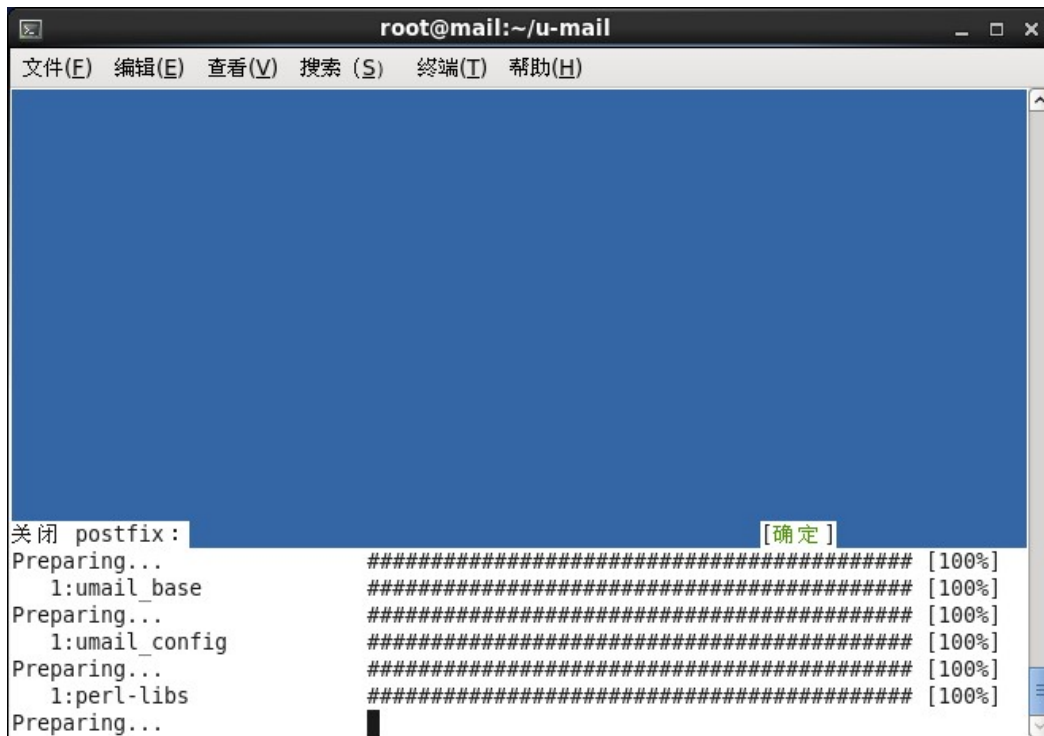 root@mail:~/u-mail
文件(F) 编辑(E) 查看(V) 搜索 (S) 终端(T) 帮助(H)
关闭 postfix： [确定]
Preparing... ########################################### [100%]
1:umail_base ########################################### [100%]
Preparing... ########################################### [100%]
1:umail_config ########################################### [100%]
Preparing... ########################################### [100%]
1:perl-libs ########################################### [100%]
Preparing...